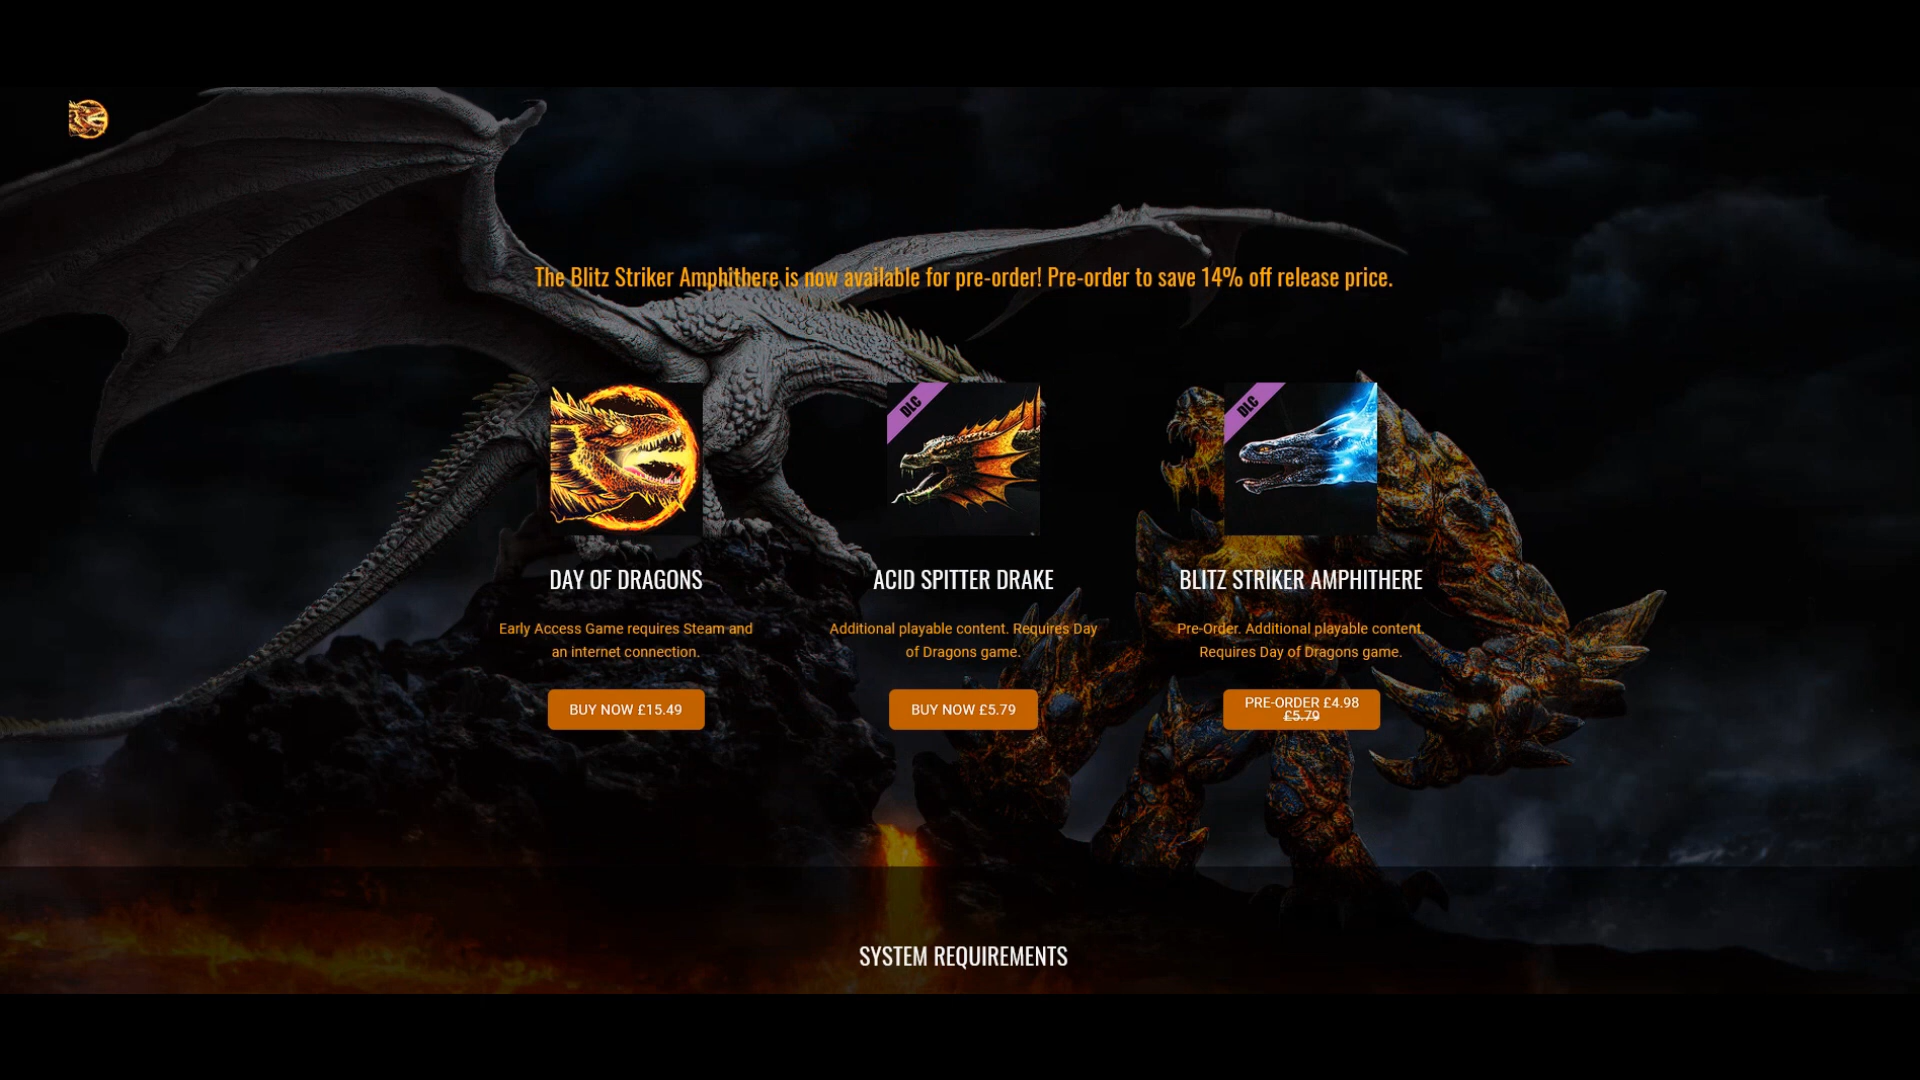 The Blitz Striker Amphithere is now available for pre-order! Pre-order to save 14% off release price.
DLC
DLC
DAY OF DRAGONS
Early Access Game requires Steam and
an internet connection.
BUY NOW £15.49
ACID SPITTER DRAKE
Additional playable content. Requires Day
of Dragons game.
BUY NOW £5.79
BLITZ STRIKER AMPHITHERE
Pre-Order. Additional playable content.
Requires Day of Dragons game.
PRE-ORDER £4.98
£5.79
SYSTEM REQUIREMENTS